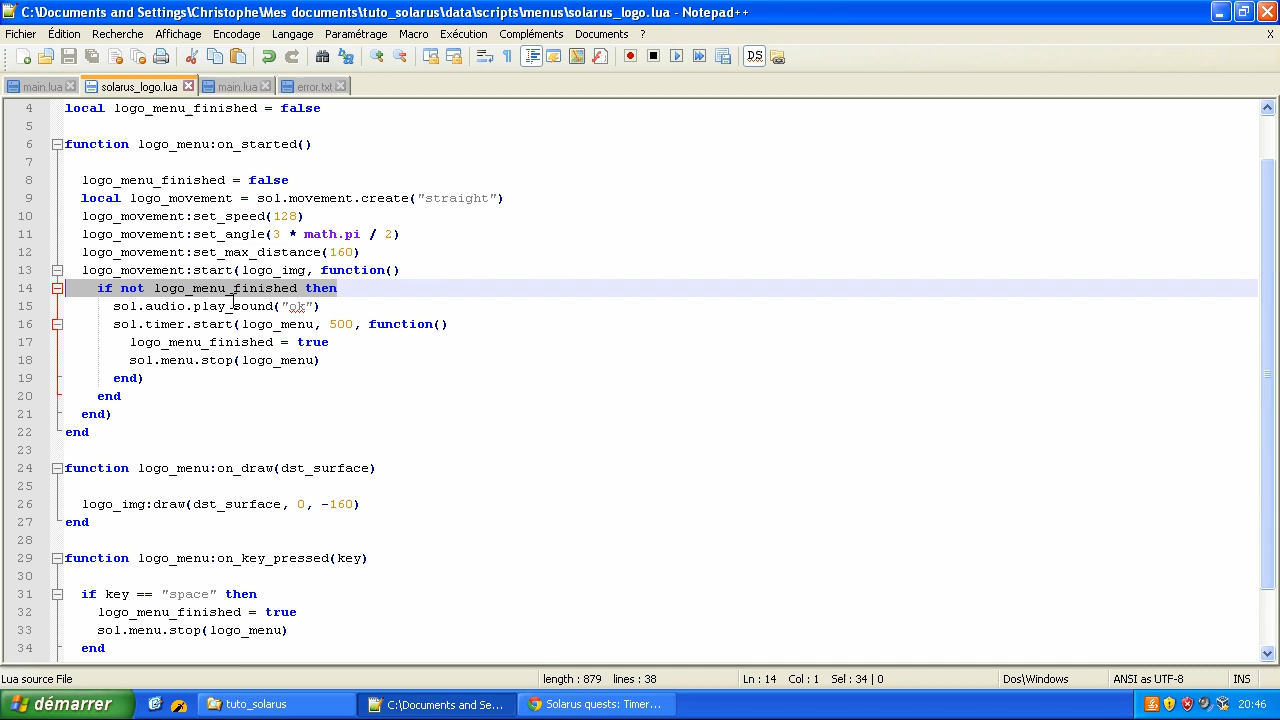 C:\Documents and Settings\Christophe\Mes documents\tuto_solarus\data\scripts\menus\solarus_logo.lua - Notepad++
Fichier Édition Recherche Affichage Encodage Langage Paramétrage Macro Exécution Compléments Documents ? X
main.lua solarus_logo.lua main.lua error.txt
4 local logo_menu_finished = false
5
6 function logo_menu:on_started()
7
8 logo_menu_finished = false
9 local logo_movement = sol.movement.create("straight")
10 logo_movement:set_speed(128)
11 logo_movement:set_angle(3 * math.pi / 2)
12 logo_movement:set_max_distance(160)
13 logo_movement:start(logo_img, function()
14 if not logo_menu_finished then
15 sol.audio.play_sound("ok")
16 sol.timer.start(logo_menu, 500, function()
17 logo_menu_finished = true
18 sol.menu.stop(logo_menu)
19 end)
20 end
21 end)
22 end
23
24 function logo_menu:on_draw(dst_surface)
25
26 logo_img:draw(dst_surface, 0, -160)
27 end
28
29 function logo_menu:on_key_pressed(key)
30
31 if key == "space" then
32 logo_menu_finished = true
33 sol.menu.stop(logo_menu)
34 end
Lua source File length : 879 lines : 38 Ln : 14 Col : 1 Sel : 34 | 0 Dos\Window ANSI as UTF-8 INS
démarrer tuto_solarus C:\Documents and Se... Solarus quests: Timer... 20:46